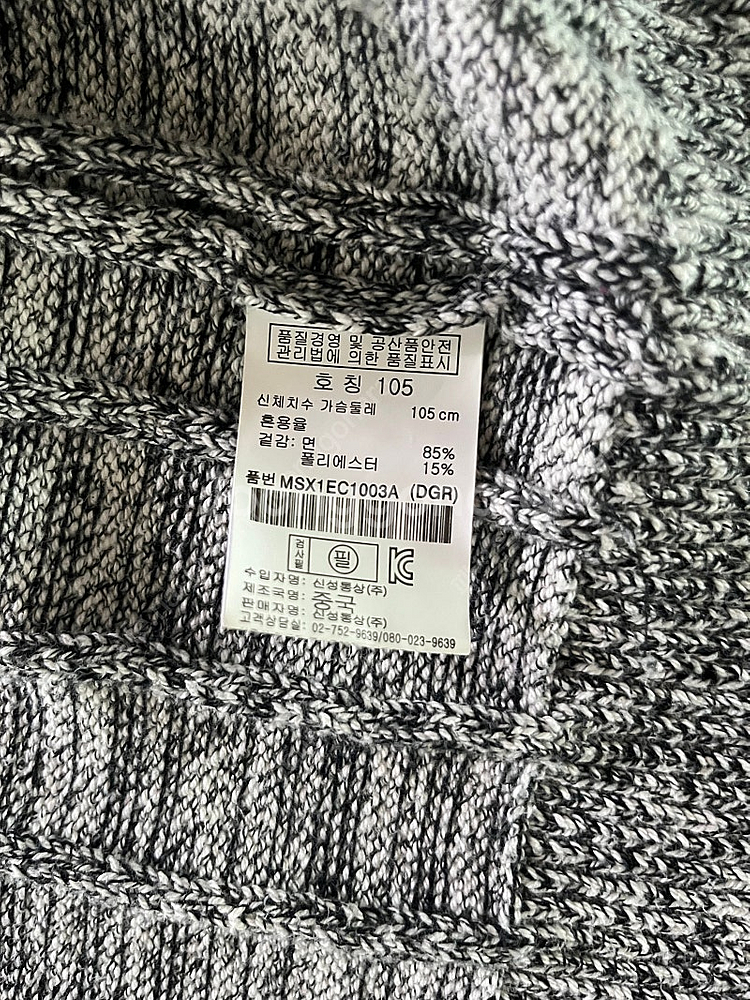 품질경영 및 공산품안전
관리법에 의한 품질표시
호칭 105
신체치수 가슴둘레 105 cm
혼용율
겉감: 면 85%
폴리에스터 15%
품번 MSX1EC1003A (DGR)
검사필 필
수입자명: 신성통상(주)
제조국명: 중국
판매자명: 신성통상(주)
고객상담실: 02-752-9639/080-023-9639